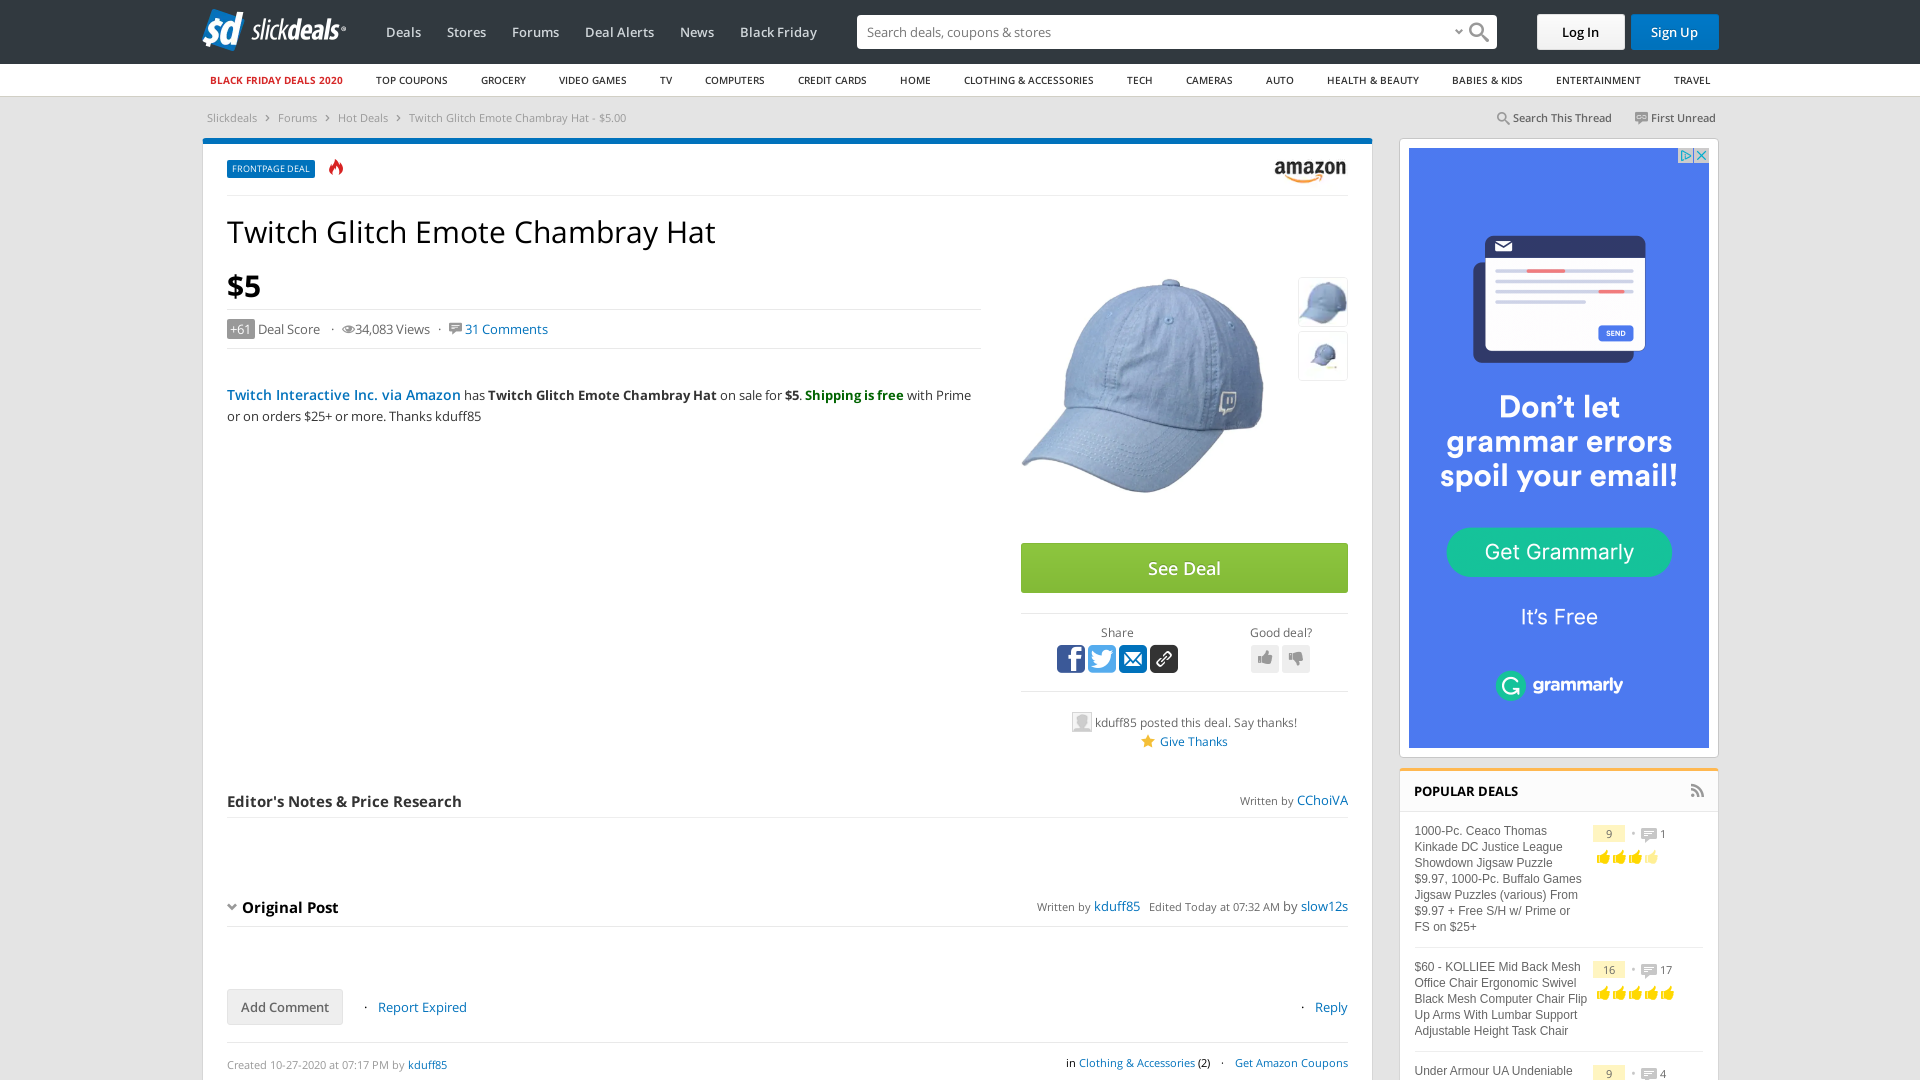 sd slickdeals
Deals Stores Forums Deal Alerts News Black Friday
Search deals, coupons & shops
Log In Sign Up
BLACK FRIDAY DEALS 2020 TOP COUPONS GROCERY VIDEO GAMES TV COMPUTERS CREDIT CARDS HOME CLOTHING & ACCESSORIES TECH CAMERAS AUTO HEALTH & BEAUTY BABIES & KIDS ENTERTAINMENT TRAVEL
Slickdeals › Forums › Hot Deals › Twitch Glitch Emote Chambray Hat - $5.00
Search This Thread First Unread
FRONTPAGE DEAL
amazon
Twitch Glitch Emote Chambray Hat
$5
+61 Deal Score · 34,083 Views · 31 Comments
Twitch Interactive Inc. via Amazon has Twitch Glitch Emote Chambray Hat on sale for $5. Shipping is free with Prime
or on orders $25+ or more. Thanks kduff85
See Deal
Share Good deal?
kduff85 posted this deal. Say thanks!
Give Thanks
Editor's Notes & Price Research Written by CChoiVA
Original Post Written by kduff85 Edited Today at 07:32 AM by slow12s
Add Comment · Report Expired · Reply
Created 10-27-2020 at 07:17 PM by kduff85
in Clothing & Accessories (2) · Get Amazon Coupons
SEND
Don't let
grammar errors
spoil your email!
Get Grammarly
It's Free
G grammarly
POPULAR DEALS
1000-Pc. Ceaco Thomas
Kinkade DC Justice League
Showdown Jigsaw Puzzle
$9.97, 1000-Pc. Buffalo Games
Jigsaw Puzzles (various) From
$9.97 + Free S/H w/ Prime or
FS on $25+
9 • 1
$60 - KOLLIEE Mid Back Mesh
Office Chair Ergonomic Swivel
Black Mesh Computer Chair Flip
Up Arms With Lumbar Support
Adjustable Height Task Chair
16 • 17
Under Armour UA Undeniable
9 • 4